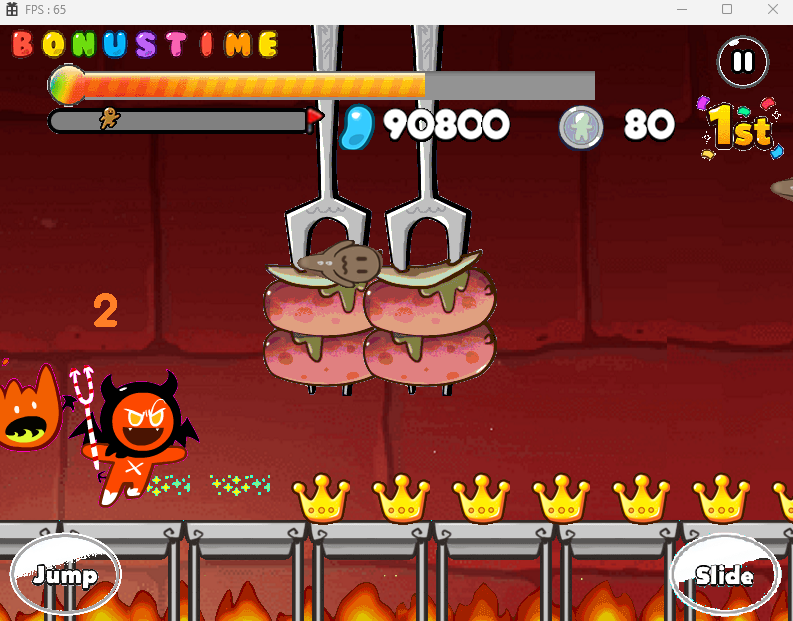 FPS : 65
BONUSTIME
90800
80
1st
2
Jump
Slide